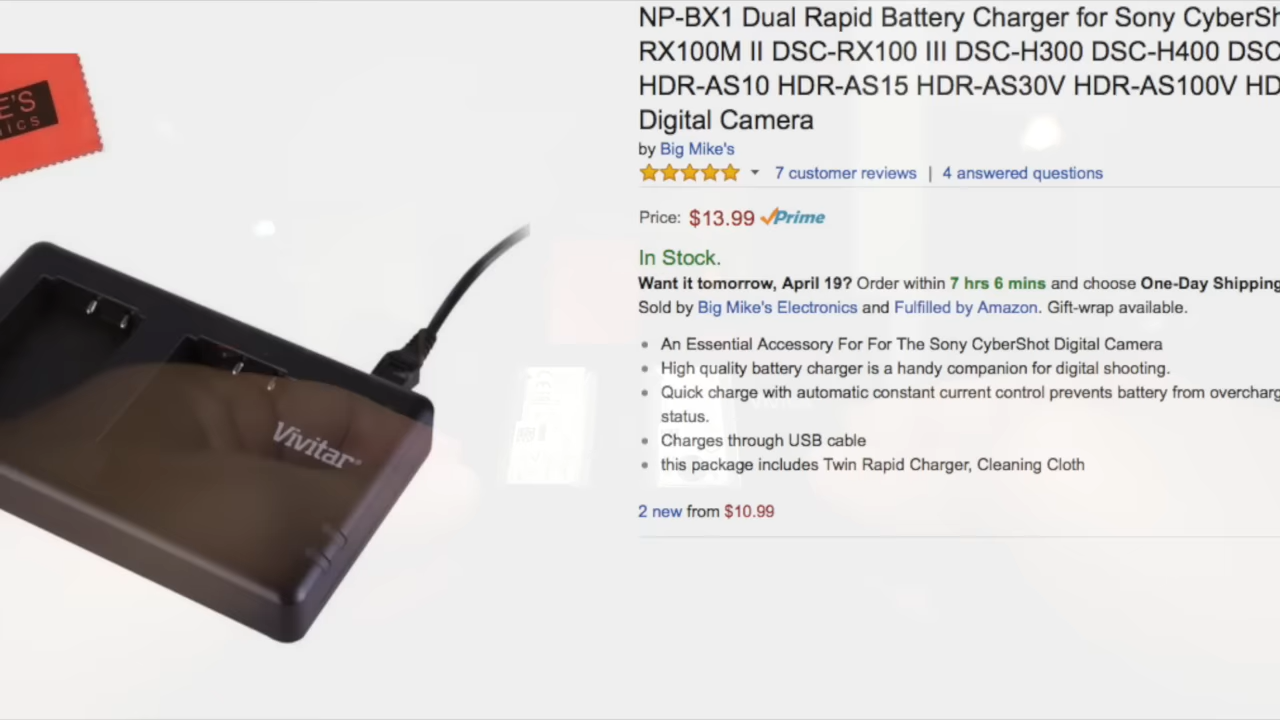 NP-BX1 Dual Rapid Battery Charger for Sony CyberSh
RX100M II DSC-RX100 III DSC-H300 DSC-H400 DSC
HDR-AS10 HDR-AS15 HDR-AS30V HDR-AS100V HD
Digital Camera
by Big Mike's
7 customer reviews | 4 answered questions
Price: $13.99 Prime
In Stock.
Want it tomorrow, April 19? Order within 7 hrs 6 mins and choose One-Day Shipping
Sold by Big Mike's Electronics and Fulfilled by Amazon. Gift-wrap available.
An Essential Accessory For For The Sony CyberShot Digital Camera
High quality battery charger is a handy companion for digital shooting.
Quick charge with automatic constant current control prevents battery from overcharg
status.
Charges through USB cable
this package includes Twin Rapid Charger, Cleaning Cloth
2 new from $10.99
E'S
ICS
Vivitar